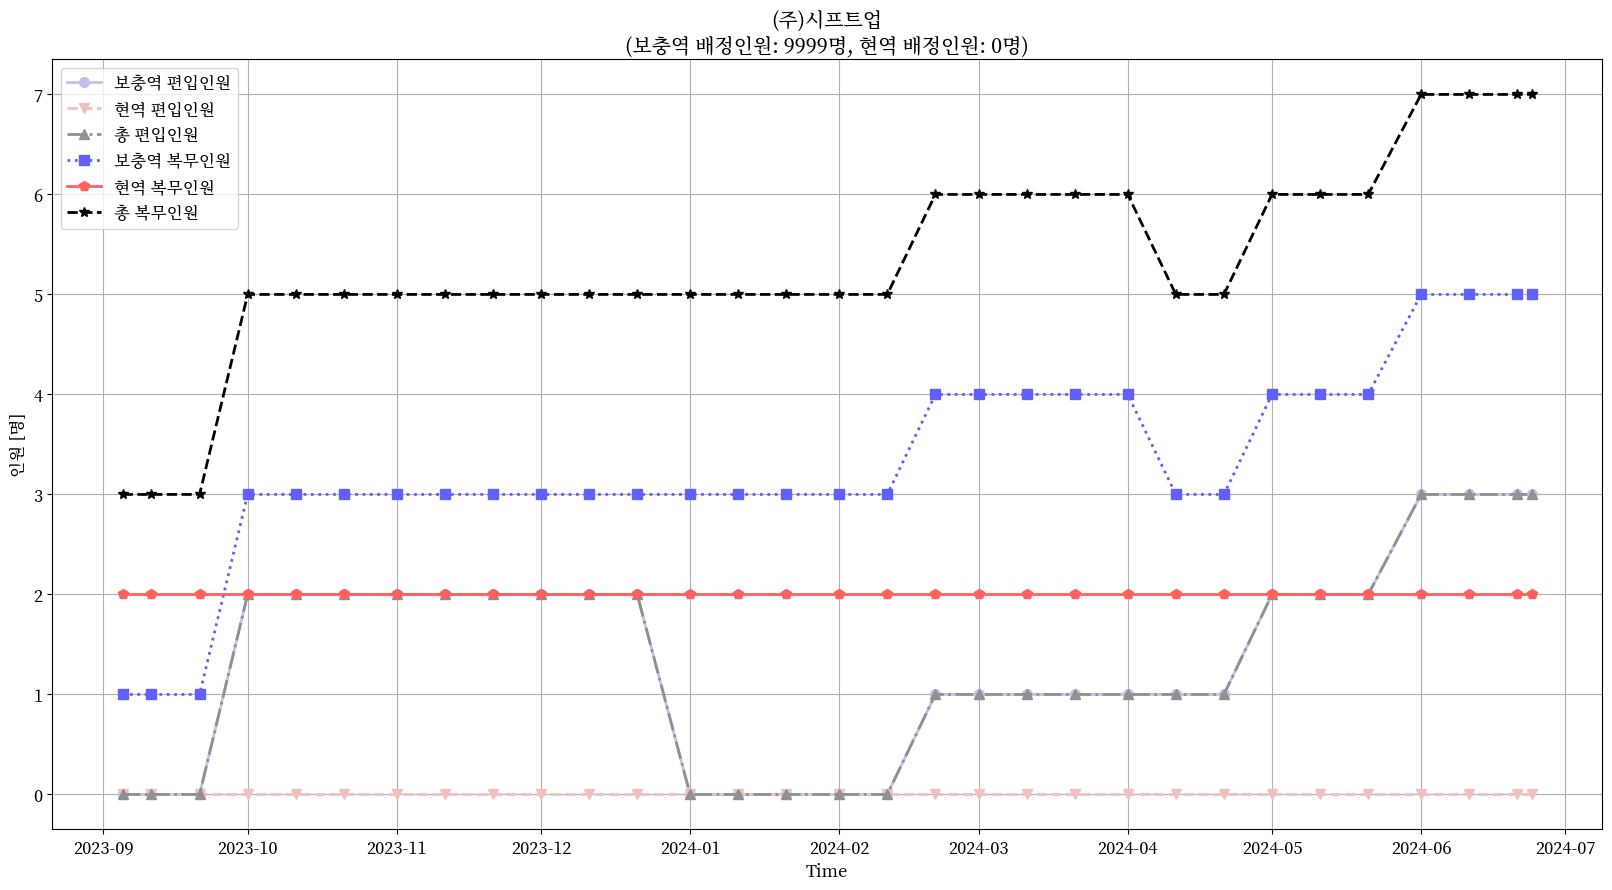 (주)시프트업
(보충역 배정인원: 9999명, 현역 배정인원: 0명)
보충역 편입인원
현역 편입인원
총 편입인원
보충역 복무인원
현역 복무인원
총 복무인원
인원 [명]
7
6
5
4
3
2
1
0
2023-09 2023-10 2023-11 2023-12 2024-01 2024-02 2024-03 2024-04 2024-05 2024-06 2024-07
Time